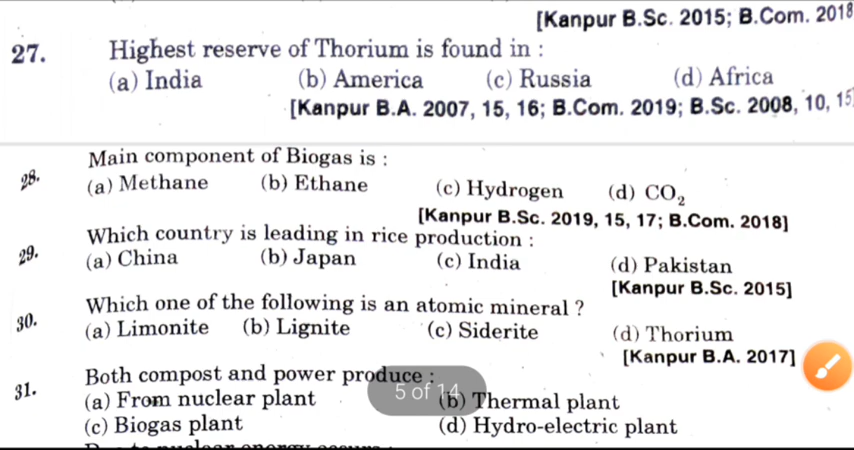 [Kanpur B.Sc. 2015; B.Com. 2018
27. Highest reserve of Thorium is found in :
(a) India (b) America (c) Russia (d) Africa
[Kanpur B.A. 2007, 15, 16; B.Com. 2019; B.Sc. 2008, 10, 15]
28. Main component of Biogas is :
(a) Methane (b) Ethane (c) Hydrogen (d) CO₂
[Kanpur B.Sc. 2019, 15, 17; B.Com. 2018]
29. Which country is leading in rice production :
(a) China (b) Japan (c) India (d) Pakistan
[Kanpur B.Sc. 2015]
30. Which one of the following is an atomic mineral ?
(a) Limonite (b) Lignite (c) Siderite (d) Thorium
[Kanpur B.A. 2017]
31. Both compost and power produce :
5 of 14
(a) From nuclear plant (b) Thermal plant
(c) Biogas plant (d) Hydro-electric plant